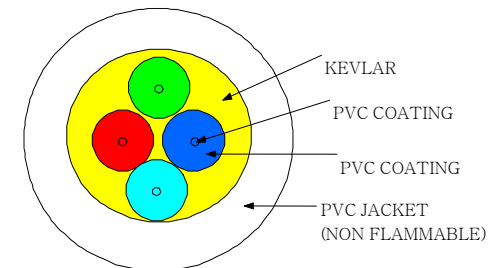 KEVLAR
PVC COATING
PVC COATING
PVC JACKET
(NON FLAMMABLE)